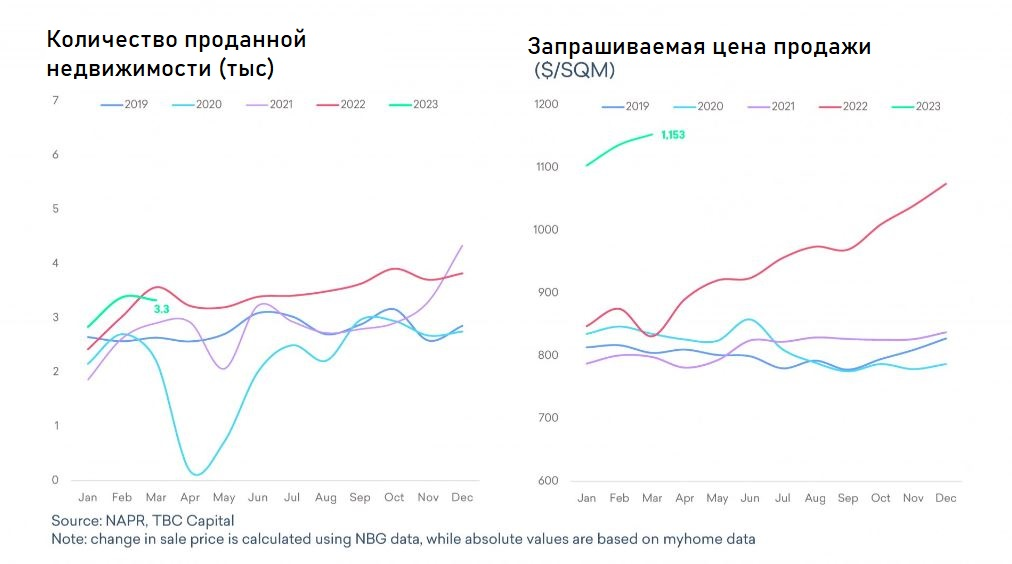 Количество проданной
недвижимости (тыс)
2019 2020 2021 2022 2023
7
6
5
4
3
2
1
0
3.3
Jan Feb Mar Apr May Jun Jul Aug Sep Oct Nov Dec
Запрашиваемая цена продажи
($/SQM)
2019 2020 2021 2022 2023
1200
1100
1000
900
800
700
600
1,153
Jan Feb Mar Apr May Jun Jul Aug Sep Oct Nov Dec
Source: NAPR, TBC Capital
Note: change in sale price is calculated using NBG data, while absolute values are based on myhome data